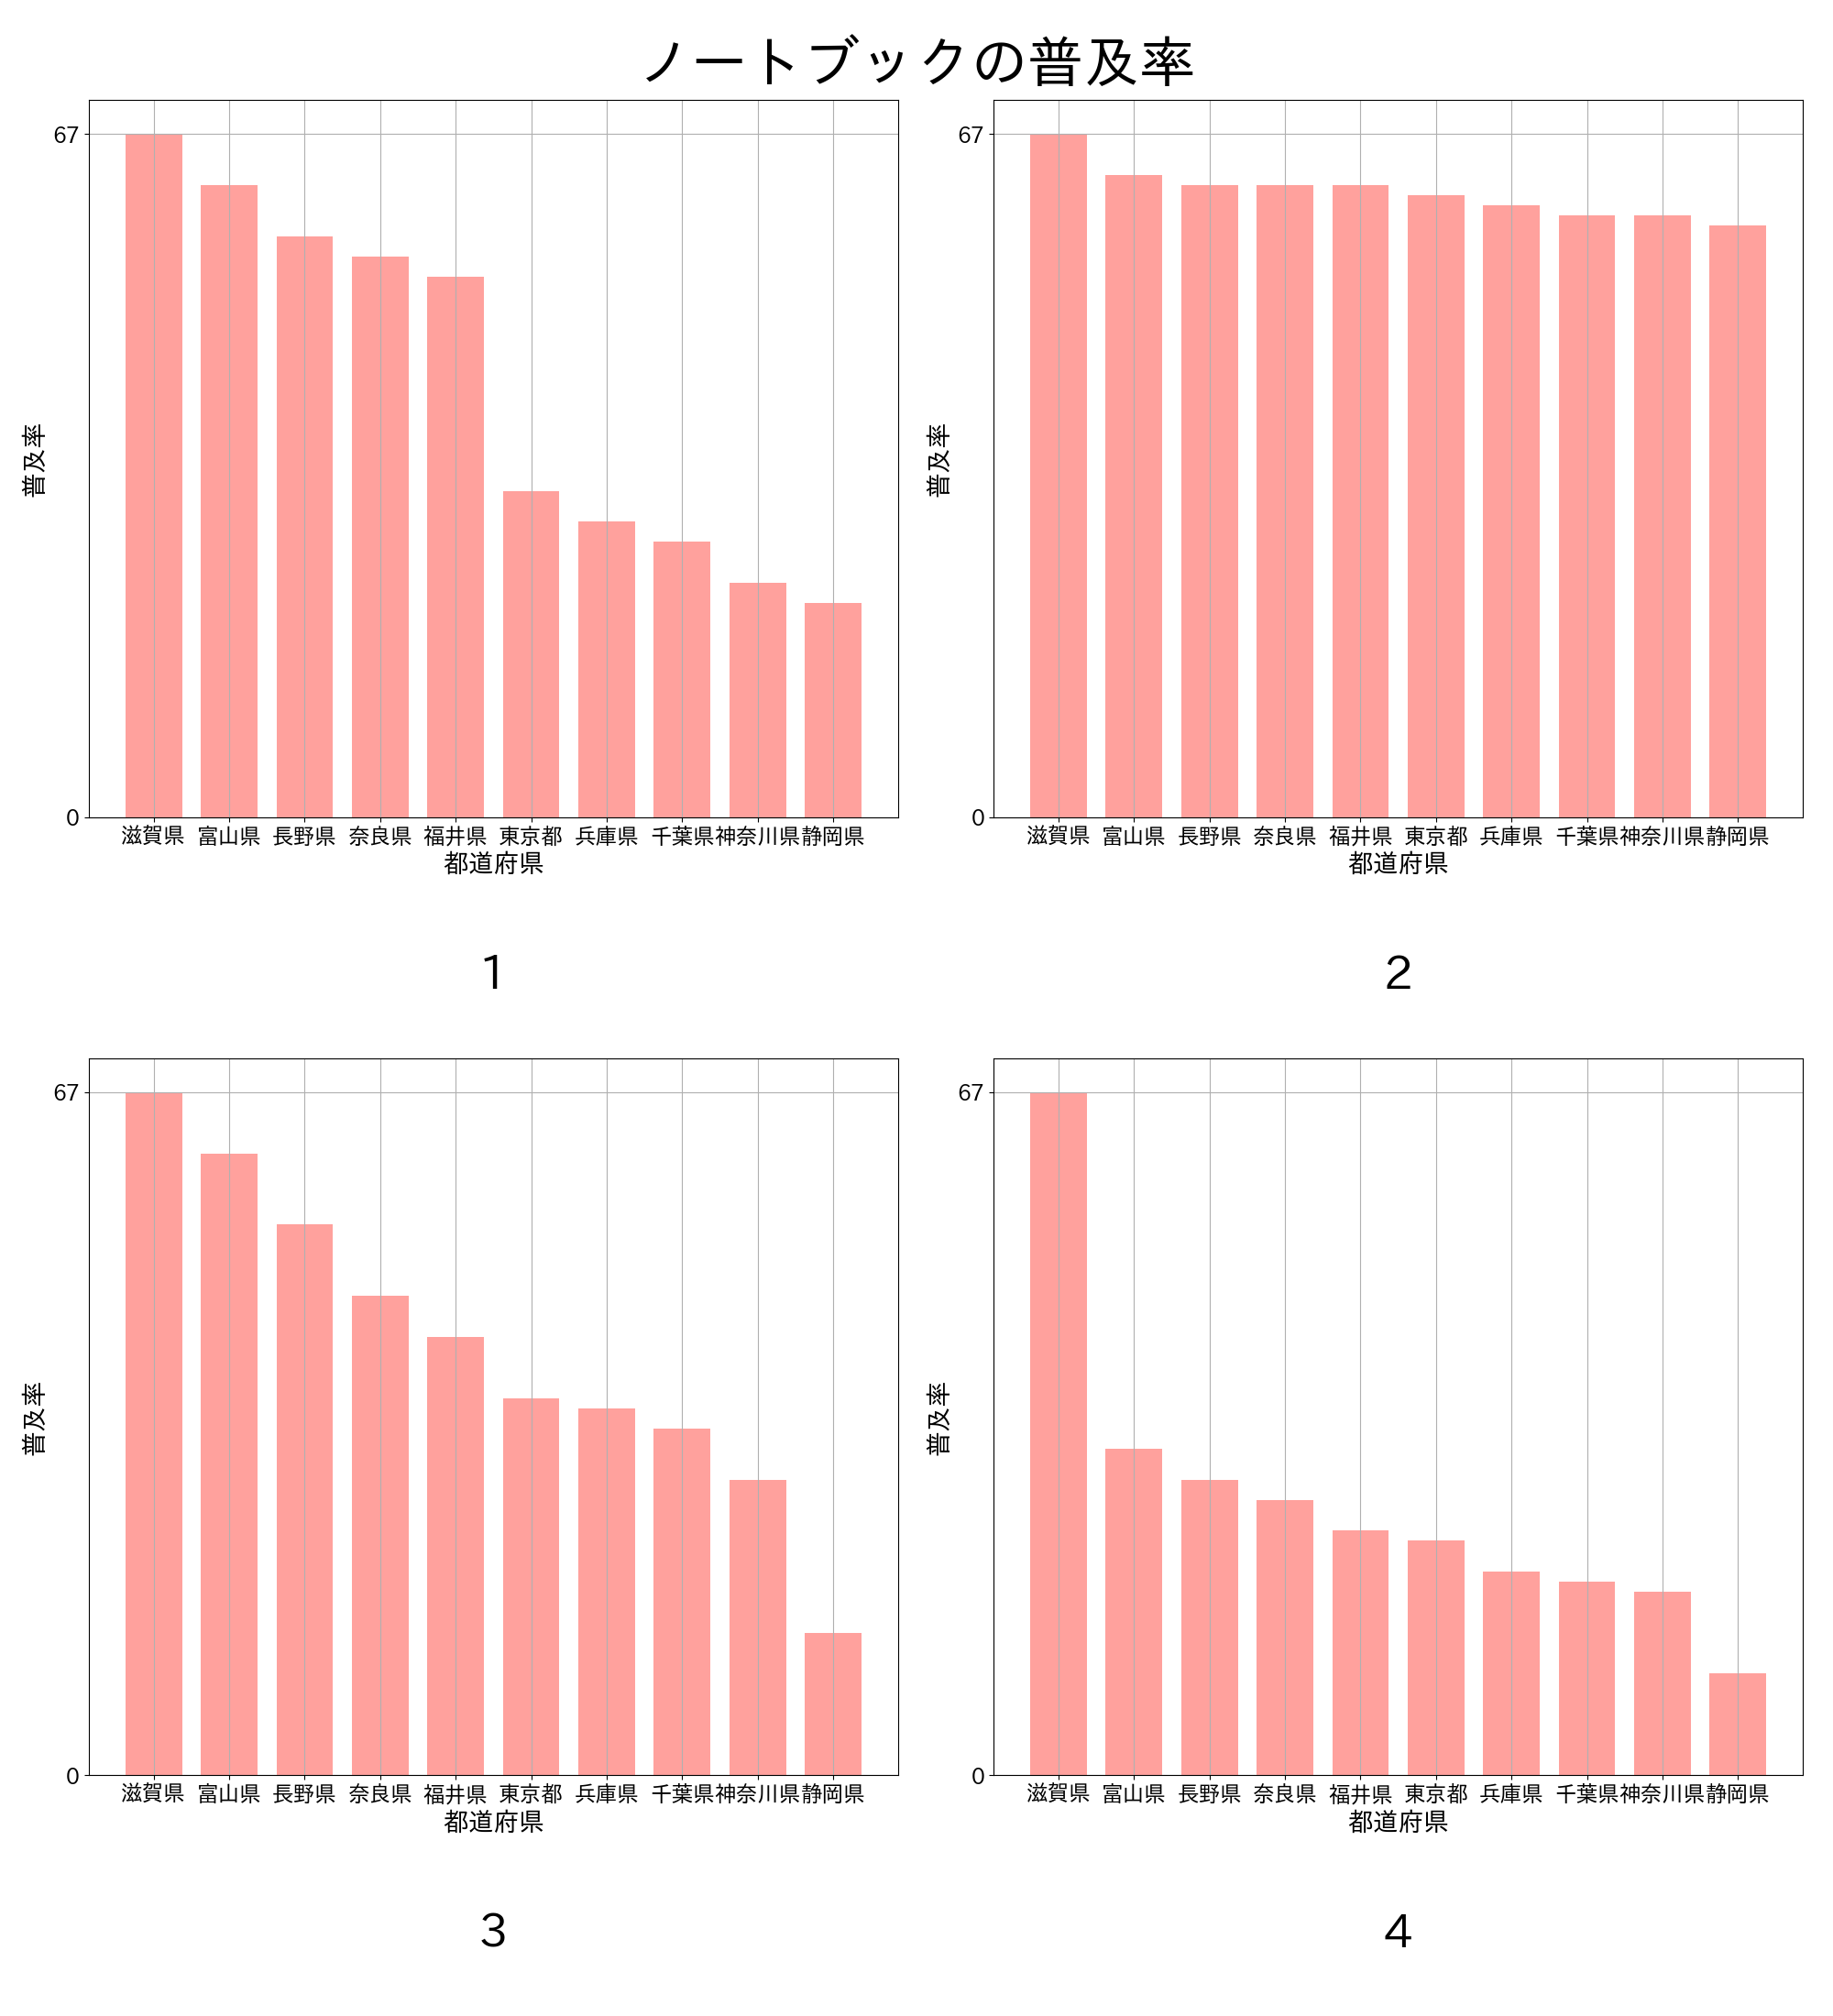 ノートブックの普及率
67
0
普及率
滋賀県 富山県 長野県 奈良県 福井県 東京都 兵庫県 千葉県 神奈川県 静岡県
都道府県
1
67
0
普及率
滋賀県 富山県 長野県 奈良県 福井県 東京都 兵庫県 千葉県 神奈川県 静岡県
都道府県
2
67
0
普及率
滋賀県 富山県 長野県 奈良県 福井県 東京都 兵庫県 千葉県 神奈川県 静岡県
都道府県
3
67
0
普及率
滋賀県 富山県 長野県 奈良県 福井県 東京都 兵庫県 千葉県 神奈川県 静岡県
都道府県
4